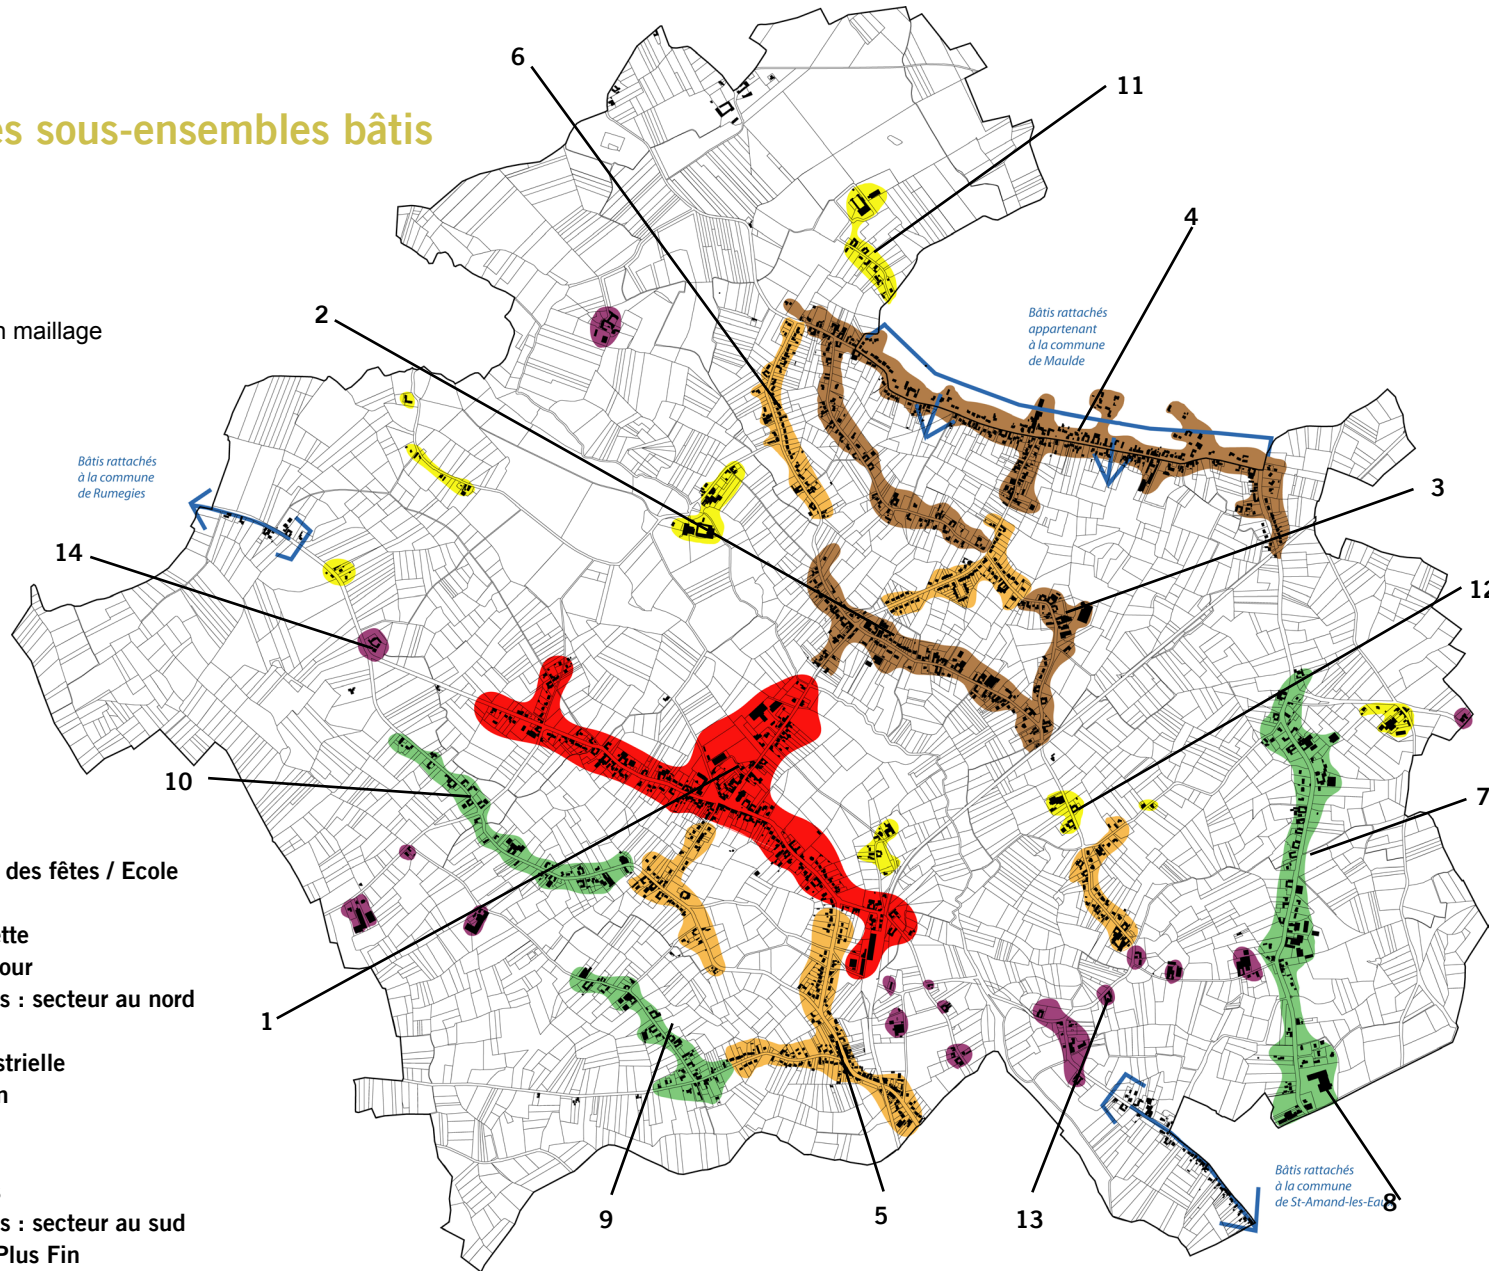 es sous-ensembles bâtis
n maillage
des fêtes / Ecole
ette
our
s : secteur au nord
strielle
n
s : secteur au sud
Plus Fin
6
11
4
2
Bâtis rattachés
appartenant
à la commune
de Maulde
Bâtis rattachés
à la commune
de Rumegies
3
14
12
10
7
1
9
5
13
Bâtis rattachés
à la commune
de St-Amand-les-Eaux
8